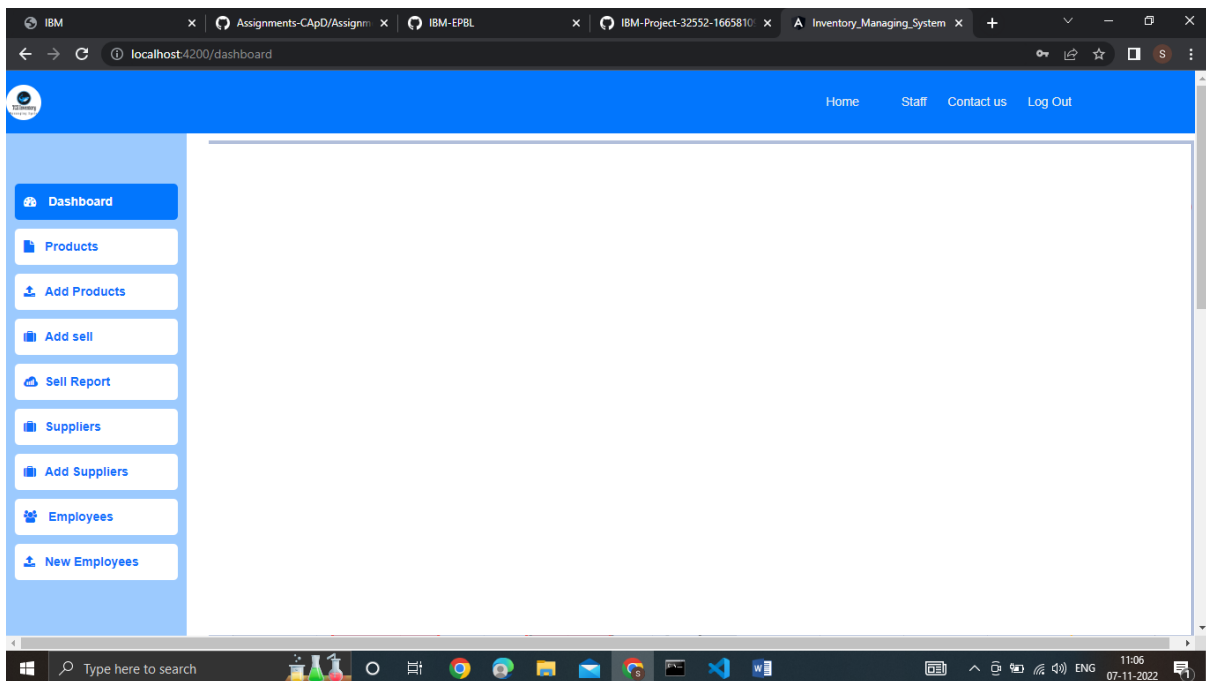 IBM
Assignments-CApD/Assignm
IBM-EPBL
IBM-Project-32552-1665810
Inventory_Managing_System
localhost:4200/dashboard
S
Home
Staff
Contact us
Log Out
Dashboard
Products
Add Products
Add sell
Sell Report
Suppliers
Add Suppliers
Employees
New Employees
Type here to search
ENG
11:06
07-11-2022
1